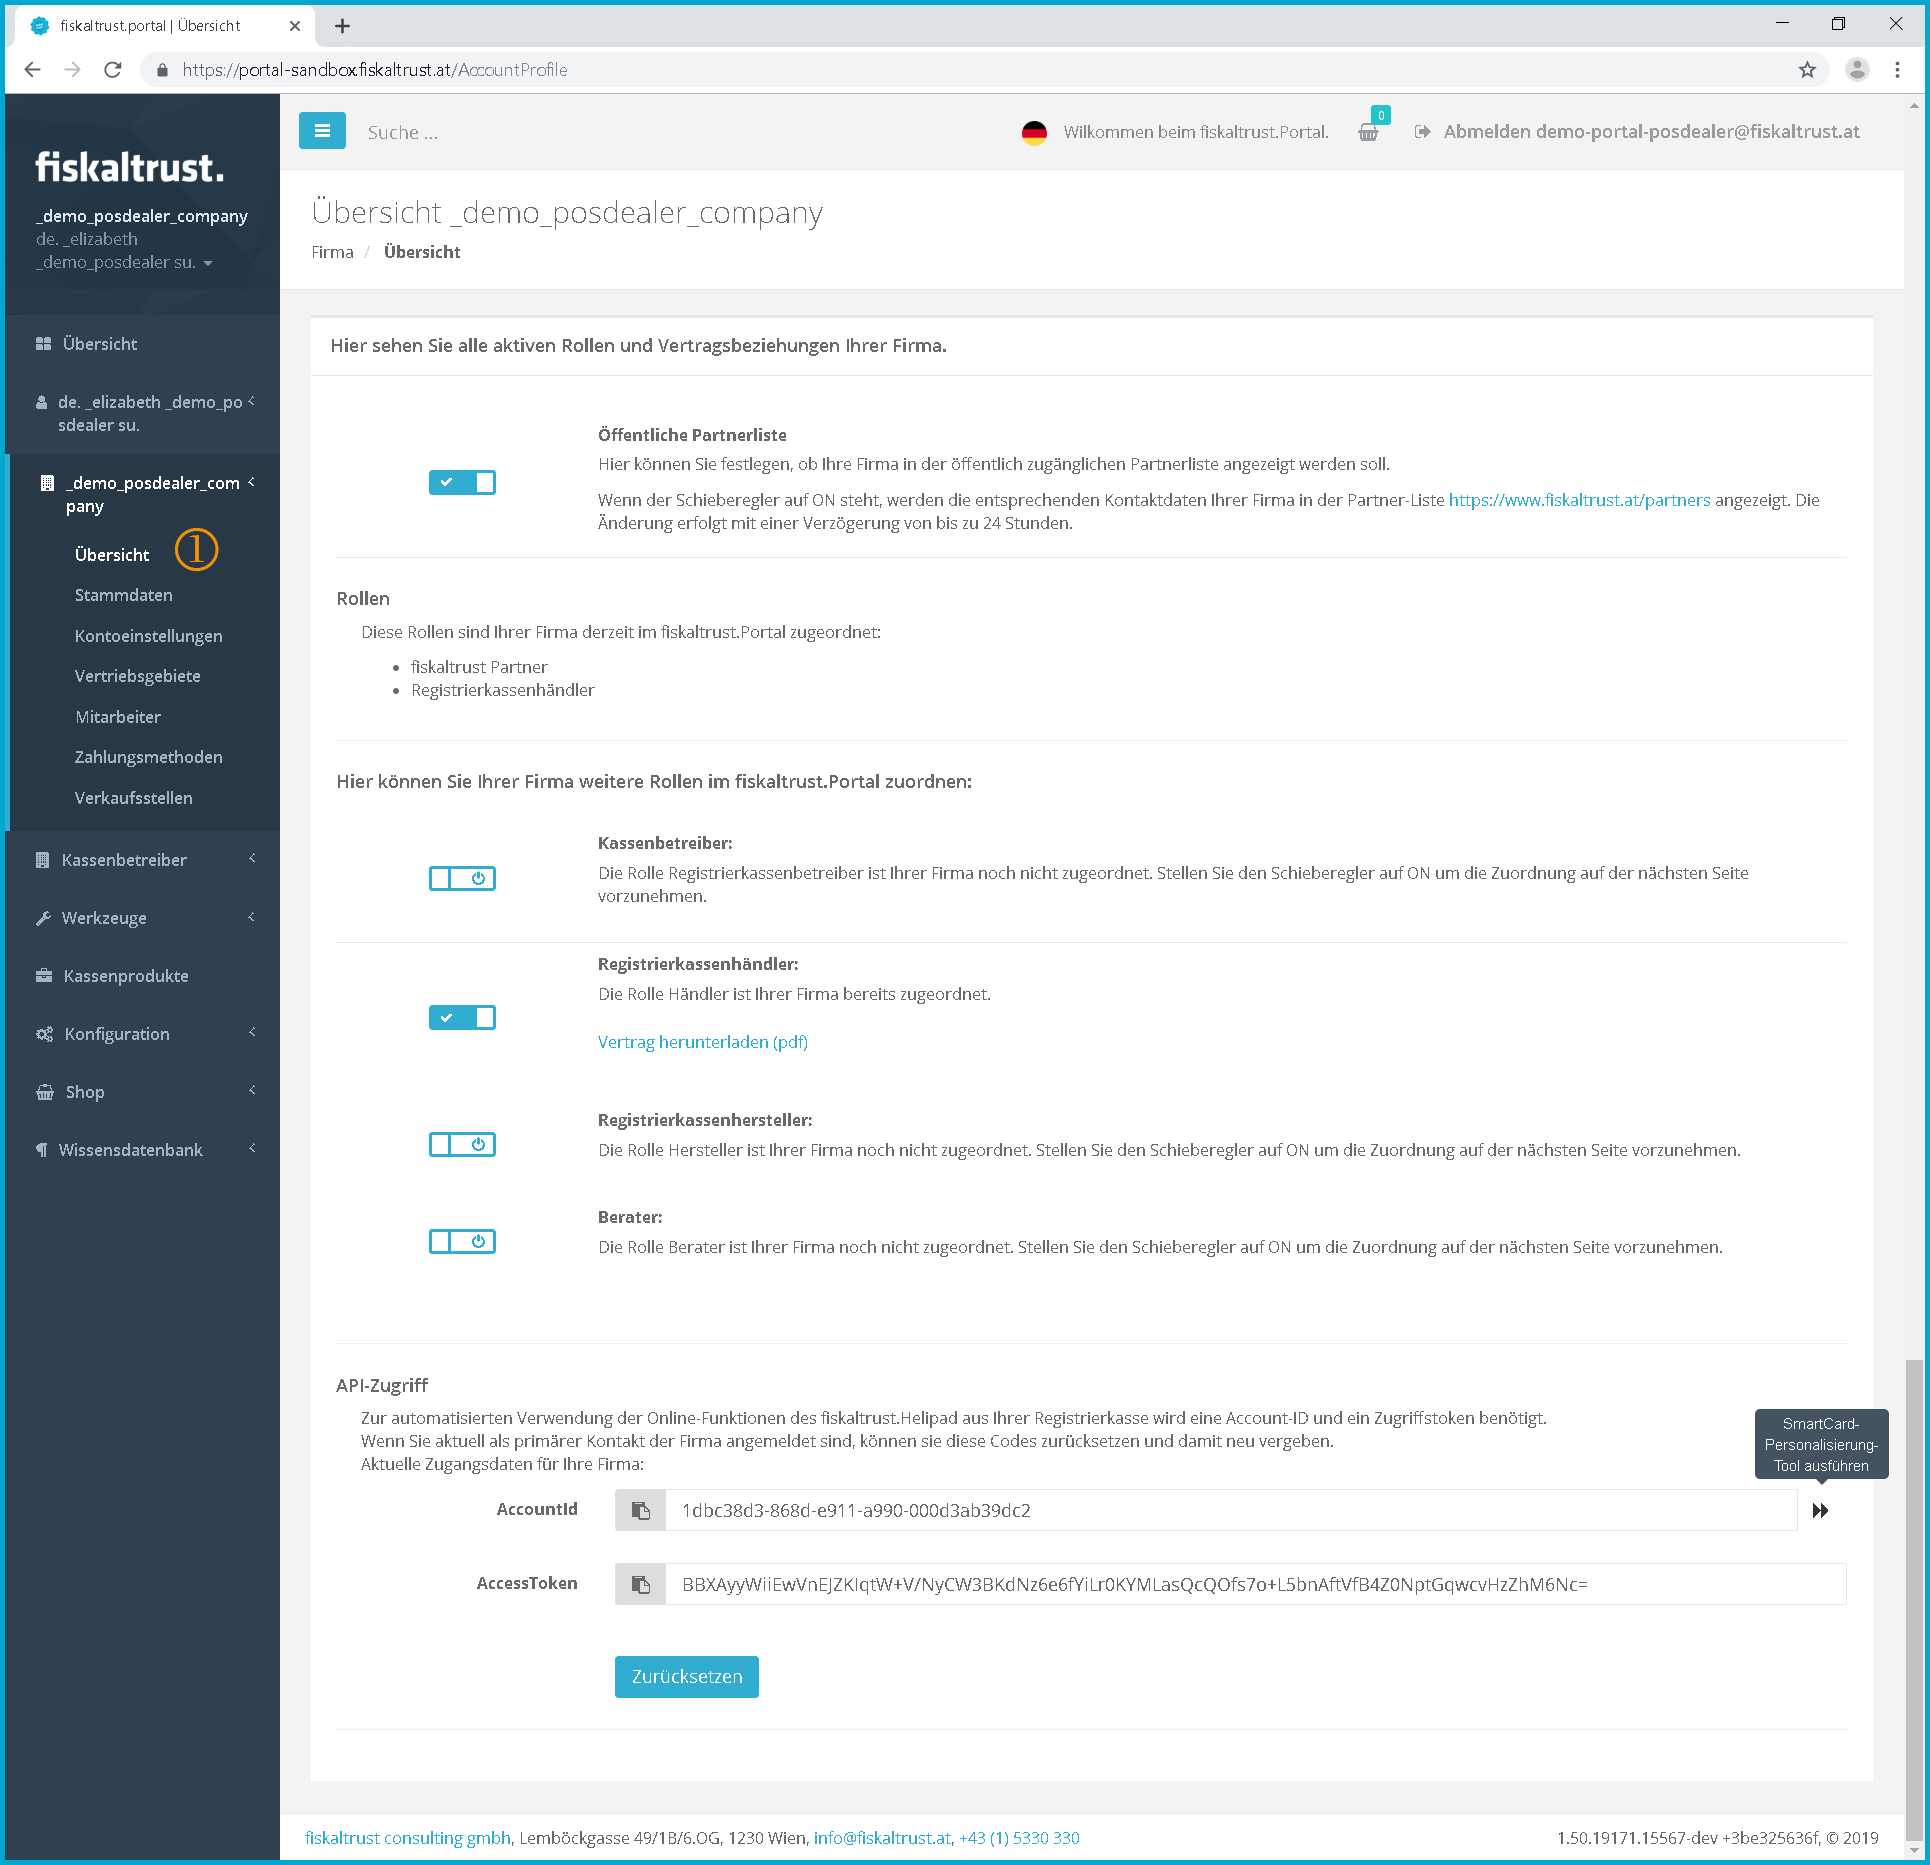 fiskaltrust.portal | Übersicht
https://portal-sandbox.fiskaltrust.at/AccountProfile
fiskaltrust.
_demo_posdealer_company
de. _elizabeth
_demo_posdealer su.
Übersicht
de. _elizabeth _demo_po
sdealer su.
_demo_posdealer_com
pany
Übersicht ①
Stammdaten
Kontoeinstellungen
Vertriebsgebiete
Mitarbeiter
Zahlungsmethoden
Verkaufsstellen
Kassenbetreiber
Werkzeuge
Kassenprodukte
Konfiguration
Shop
Wissensdatenbank
Suche ...
Wilkommen beim fiskaltrust.Portal.
0
Abmelden demo-portal-posdealer@fiskaltrust.at
Übersicht _demo_posdealer_company
Firma / Übersicht
Hier sehen Sie alle aktiven Rollen und Vertragsbeziehungen Ihrer Firma.
Öffentliche Partnerliste
Hier können Sie festlegen, ob Ihre Firma in der öffentlich zugänglichen Partnerliste angezeigt werden soll.
Wenn der Schieberegler auf ON steht, werden die entsprechenden Kontaktdaten Ihrer Firma in der Partner-Liste https://www.fiskaltrust.at/partners angezeigt. Die
Änderung erfolgt mit einer Verzögerung von bis zu 24 Stunden.
Rollen
Diese Rollen sind Ihrer Firma derzeit im fiskaltrust.Portal zugeordnet:
• fiskaltrust Partner
• Registrierkassenhändler
Hier können Sie Ihrer Firma weitere Rollen im fiskaltrust.Portal zuordnen:
Kassenbetreiber:
Die Rolle Registrierkassenbetreiber ist Ihrer Firma noch nicht zugeordnet. Stellen Sie den Schieberegler auf ON um die Zuordnung auf der nächsten Seite
vorzunehmen.
Registrierkassenhändler:
Die Rolle Händler ist Ihrer Firma bereits zugeordnet.
Vertrag herunterladen (pdf)
Registrierkassenhersteller:
Die Rolle Hersteller ist Ihrer Firma noch nicht zugeordnet. Stellen Sie den Schieberegler auf ON um die Zuordnung auf der nächsten Seite vorzunehmen.
Berater:
Die Rolle Berater ist Ihrer Firma noch nicht zugeordnet. Stellen Sie den Schieberegler auf ON um die Zuordnung auf der nächsten Seite vorzunehmen.
API-Zugriff
Zur automatisierten Verwendung der Online-Funktionen des fiskaltrust.Helipad aus Ihrer Registrierkasse wird eine Account-ID und ein Zugriffstoken benötigt.
Wenn Sie aktuell als primärer Kontakt der Firma angemeldet sind, können sie diese Codes zurücksetzen und damit neu vergeben.
Aktuelle Zugangsdaten für Ihre Firma:
SmartCard-
Personalisierung-
Tool ausführen
AccountId 1dbc38d3-868d-e911-a990-000d3ab39dc2
AccessToken BBXAyyWiiEwVnEJZKIqtW+V/NyCW3BKdNz6e6fYiLr0KYMLasQcQOfs7o+L5bnAftVfB4Z0NptGqwcvHzZhM6Nc=
Zurücksetzen
fiskaltrust consulting gmbh, Lemböckgasse 49/1B/6.OG, 1230 Wien, info@fiskaltrust.at, +43 (1) 5330 330
1.50.19171.15567-dev +3be325636f, © 2019